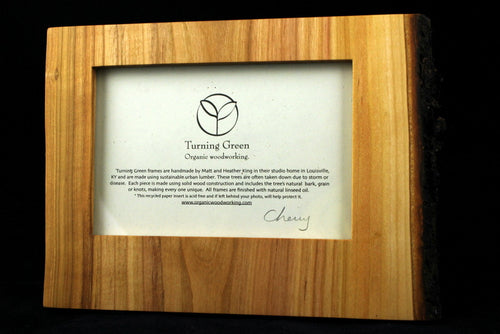 Turning Green
Organic woodworking.
Turning Green frames are handmade by Matt and Heather King in their studio home in Louisville,
KY and are made using sustainable urban lumber. These trees are often taken down due to storm or
disease. Each piece is made using solid wood construction and includes the tree's natural bark, grain
or knots, making every one unique. All frames are finished with natural linseed oil.
* This recycled paper insert is acid free and if left behind your photo, will help protect it.
www.organicwoodworking.com
Cherry